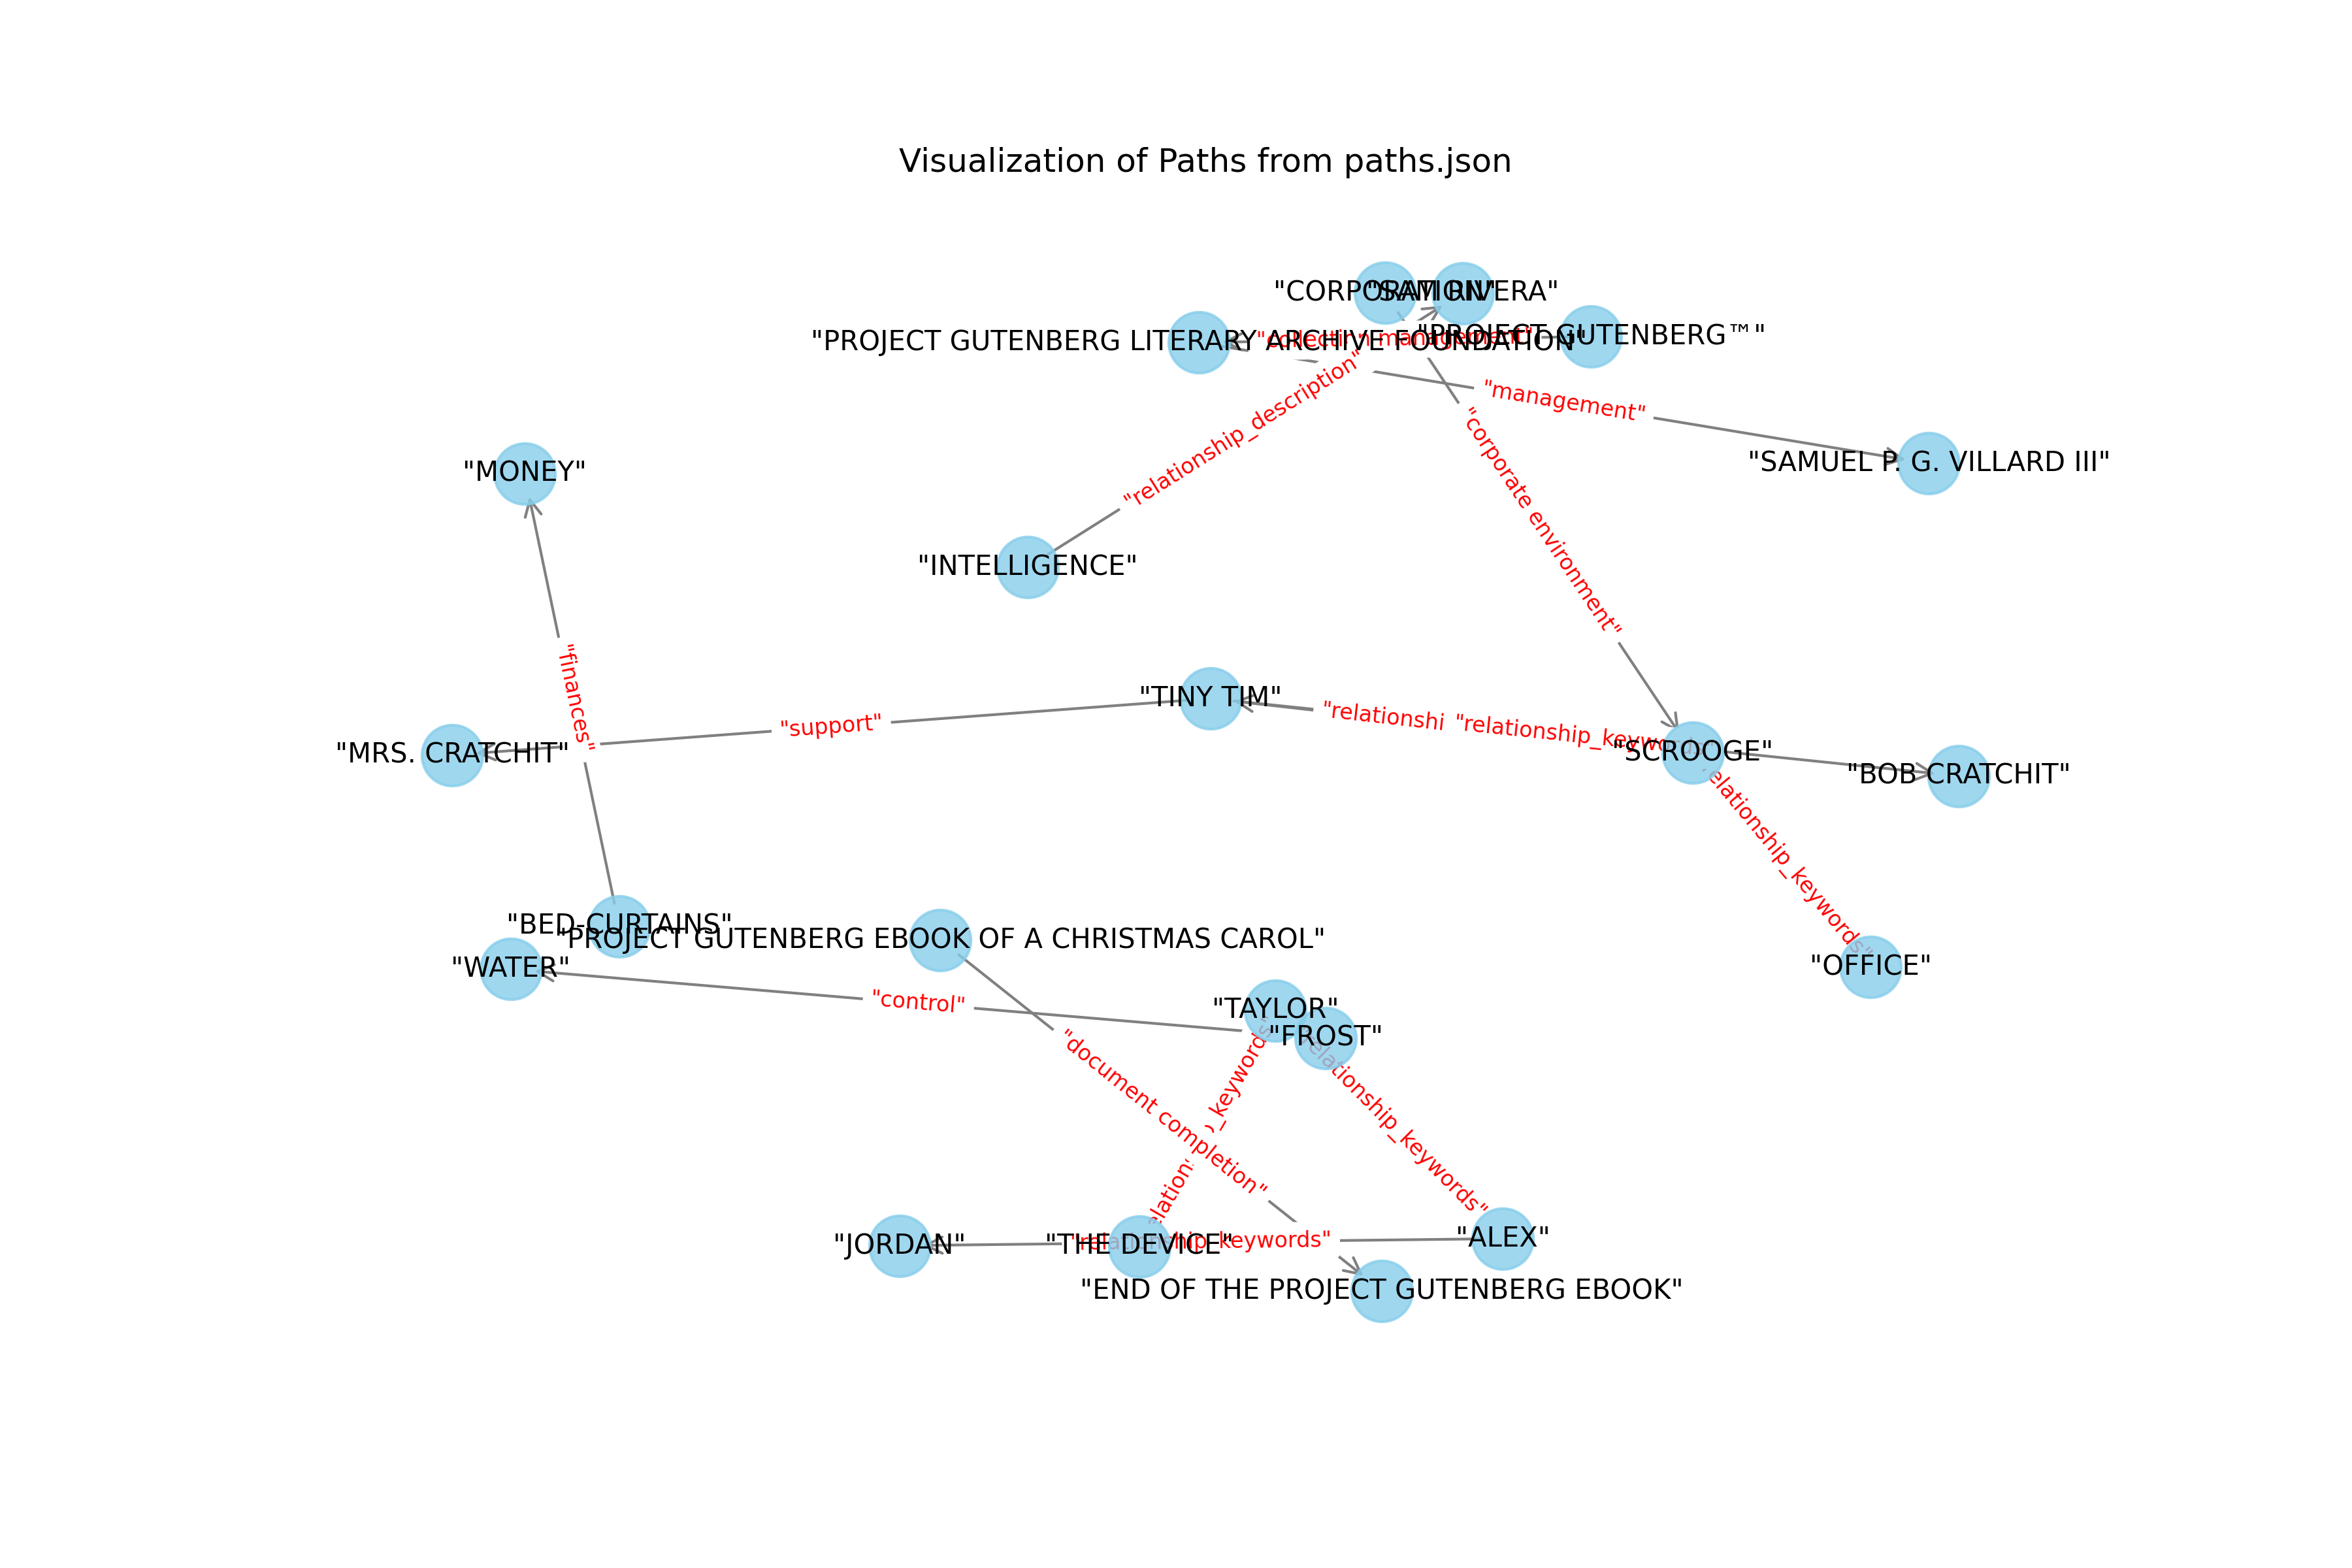 Visualization of Paths from paths.json
"CORPORATION"
"SAM RIVERA"
"PROJECT GUTENBERG LITERARY ARCHIVE FOUNDATION"
management"
"PROJECT GUTENBERG™"
"relationship_description"
"management"
"corporate environment"
"SAMUEL P. G. VILLARD III"
"MONEY"
"INTELLIGENCE"
"finances"
"TINY TIM"
"support"
"relationshi
"relationship_keywords"
"MRS. CRATCHIT"
"SCROOGE"
"BOB CRATCHIT"
relationship_keywords"
"BED-CURTAINS"
"PROJECT GUTENBERG EBOOK OF A CHRISTMAS CAROL"
"WATER"
"OFFICE"
"control"
"TAYLOR"
"FROST"
"document completion"
_keywords"
relationship_keywords"
"JORDAN"
"THE DEVICE"
"relationship_keywords"
"ALEX"
"END OF THE PROJECT GUTENBERG EBOOK"